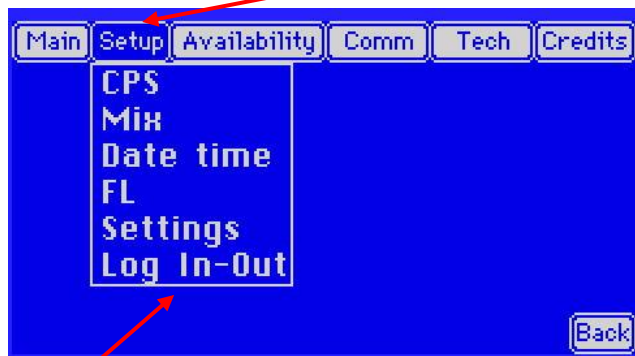 Main Setup Availability Comm Tech Credits
CPS
Mix
Date time
FL
Settings
Log In-Out
Back